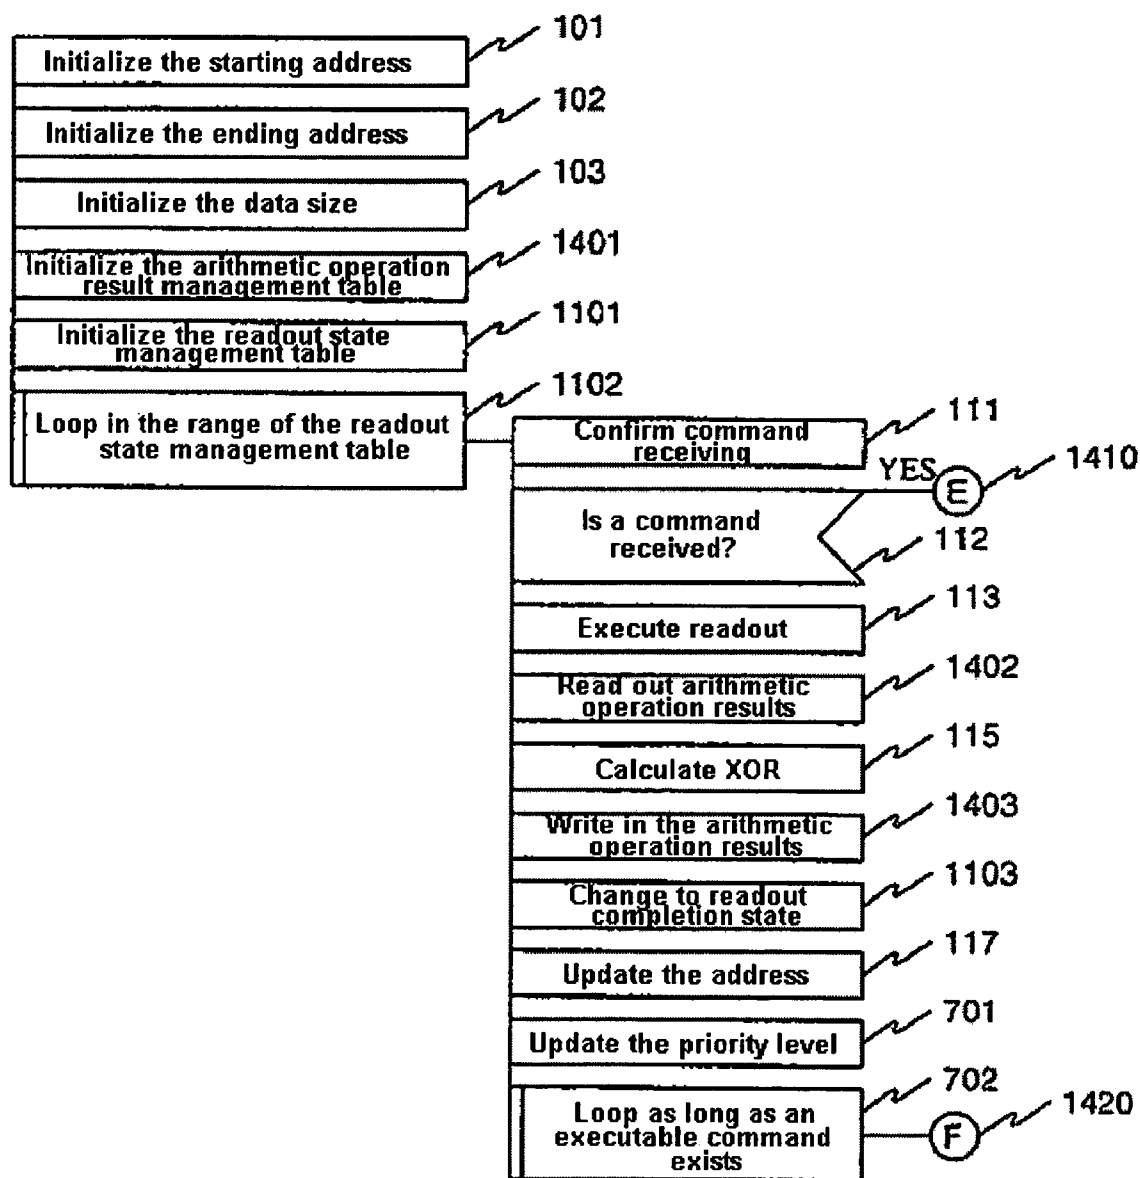 101
Initialize the starting address
102
Initialize the ending address
103
Initialize the data size
1401
Initialize the arithmetic operation
result management table
1101
Initialize the readout state
management table
1102
Loop in the range of the readout
state management table
111
Confirm command
receiving
YES
E
1410
Is a command
received?
112
113
Execute readout
1402
Read out arithmetic
operation results
115
Calculate XOR
1403
Write in the arithmetic
operation results
1103
Change to readout
completion state
117
Update the address
701
Update the priority level
702
Loop as long as an
executable command
exists
F
1420